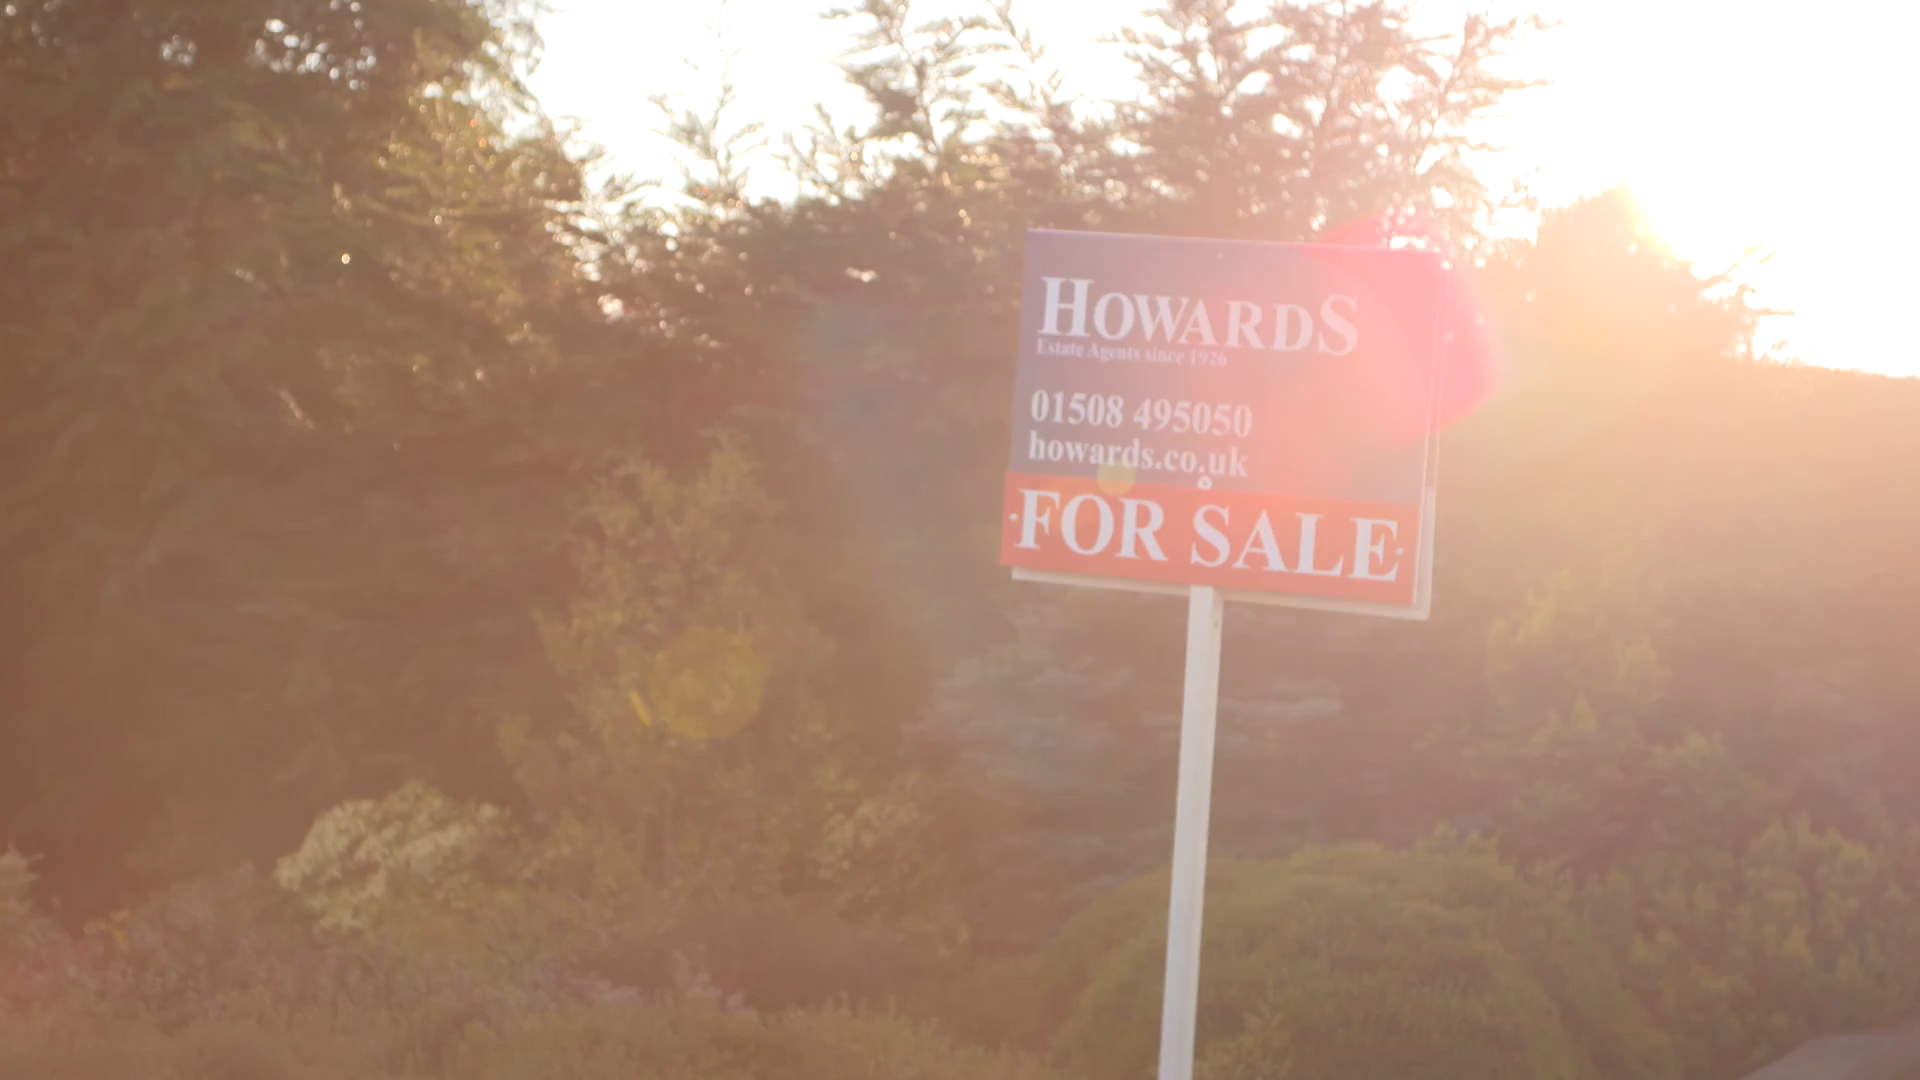 HOWARDS
Estate Agents since 1926
01508 495050
howards.co.uk
FOR SALE